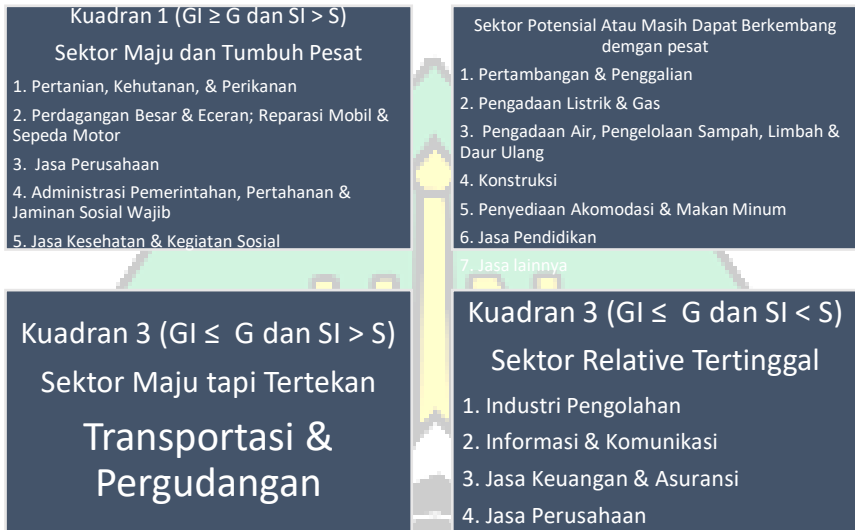 Kuadran 1 (GI ≥ G dan SI > S)
Sektor Maju dan Tumbuh Pesat
1. Pertanian, Kehutanan, & Perikanan
2. Perdagangan Besar & Eceran; Reparasi Mobil &
Sepeda Motor
3. Jasa Perusahaan
4. Administrasi Pemerintahan, Pertahanan &
Jaminan Sosial Wajib
5. Jasa Kesehatan & Kegiatan Sosial
Sektor Potensial Atau Masih Dapat Berkembang
demgan pesat
1. Pertambangan & Penggalian
2. Pengadaan Listrik & Gas
3. Pengadaan Air, Pengelolaan Sampah, Limbah &
Daur Ulang
4. Konstruksi
5. Penyediaan Akomodasi & Makan Minum
6. Jasa Pendidikan
7. Jasa lainnya
Kuadran 3 (GI ≤ G dan SI > S)
Sektor Maju tapi Tertekan
Transportasi &
Pergudangan
Kuadran 3 (GI ≤ G dan SI < S)
Sektor Relative Tertinggal
1. Industri Pengolahan
2. Informasi & Komunikasi
3. Jasa Keuangan & Asuransi
4. Jasa Perusahaan